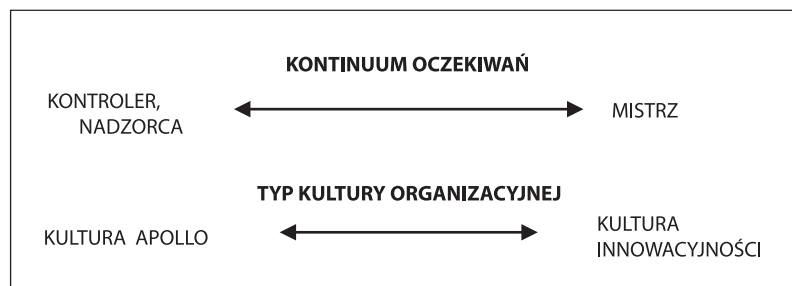 KONTINUUM OCZEKIWAŃ
KONTROLER,
NADZORCA
MISTRZ
TYP KULTURY ORGANIZACYJNEJ
KULTURA APOLLO
KULTURA
INNOWACYJNOŚCI